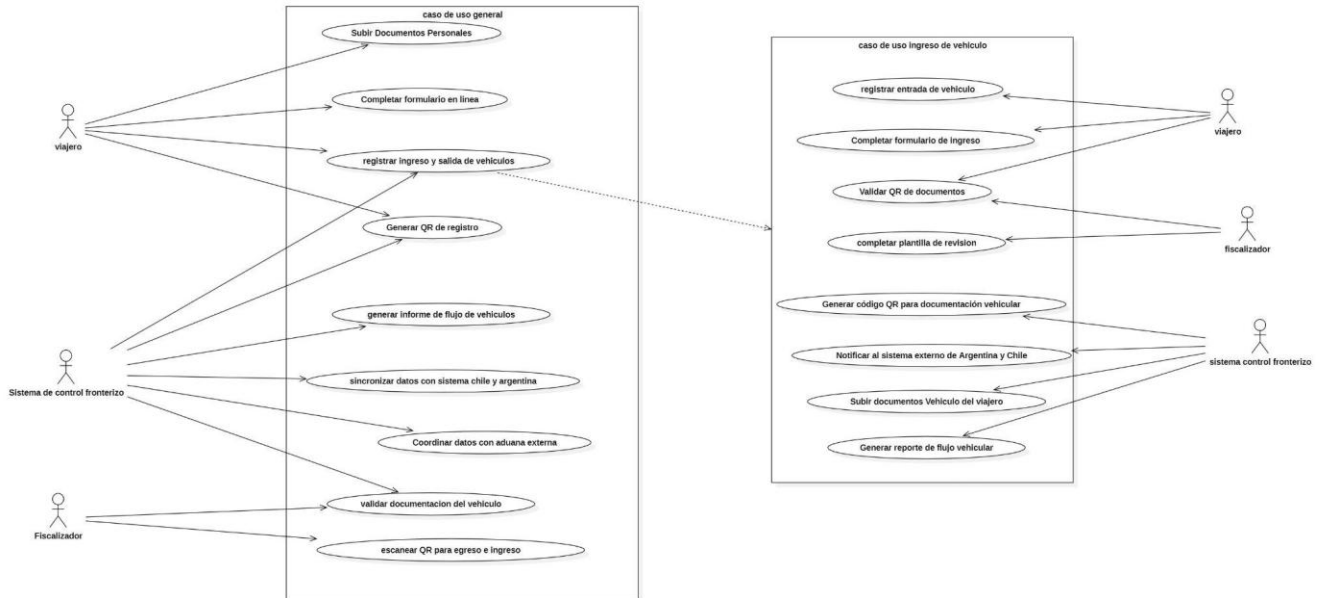 caso de uso general
Subir Documentos Personales
Completar formulario en linea
viajero
registrar ingreso y salida de vehiculos
Generar QR de registro
generar informe de flujo de vehiculos
Sistema de control fronterizo
sincronizar datos con sistema chile y argentina
Coordinar datos con aduana externa
validar documentacion del vehiculo
Fiscalizador
escanear QR para egreso e ingreso
caso de uso ingreso de vehículo
registrar entrada de vehículo
viajero
Completar formulario de ingreso
Validar QR de documentos
completar plantilla de revision
fiscalizador
Generar código QR para documentación vehicular
Notificar al sistema externo de Argentina y Chile
sistema control fronterizo
Subir documentos Vehículo del viajero
Generar reporte de flujo vehicular